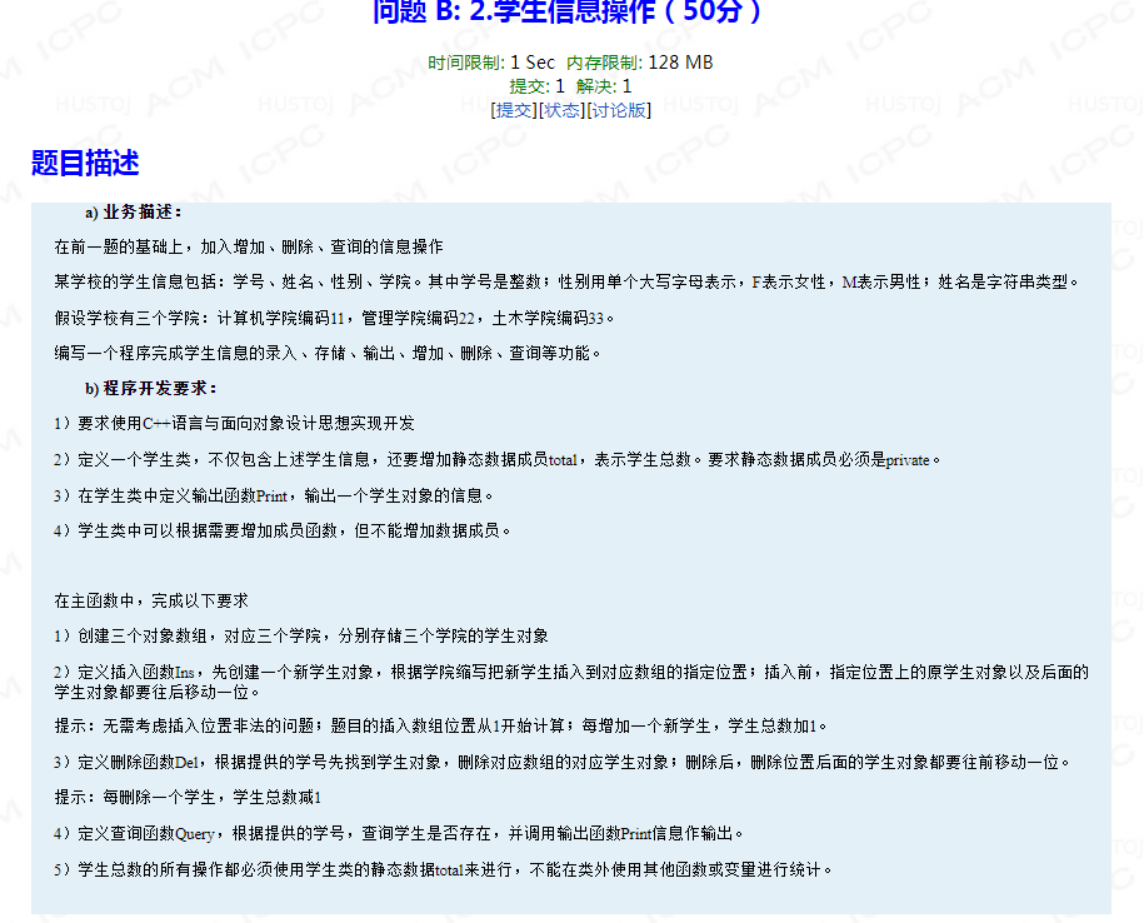 问题 B: 2.学生信息操作（50分）
时间限制: 1 Sec 内存限制: 128 MB
提交: 1 解决: 1
[提交][状态][讨论版]
题目描述
a) 业务描述：
在前一题的基础上，加入增加、删除、查询的信息操作
某学校的学生信息包括：学号、姓名、性别、学院。其中学号是整数；性别用单个大写字母表示，F表示女性，M表示男性；姓名是字符串类型。
假设学校有三个学院：计算机学院编码11，管理学院编码22，土木学院编码33。
编写一个程序完成学生信息的录入、存储、输出、增加、删除、查询等功能。
b) 程序开发要求：
1）要求使用C++语言与面向对象设计思想实现开发
2）定义一个学生类，不仅包含上述学生信息，还要增加静态数据成员total，表示学生总数。要求静态数据成员必须是private。
3）在学生类中定义输出函数Print，输出一个学生对象的信息。
4）学生类中可以根据需要增加成员函数，但不能增加数据成员。
在主函数中，完成以下要求
1）创建三个对象数组，对应三个学院，分别存储三个学院的学生对象
2）定义插入函数Ins，先创建一个新学生对象，根据学院缩写把新学生插入到对应数组的指定位置；插入前，指定位置上的原学生对象以及后面的
学生对象都要往后移动一位。
提示：无需考虑插入位置非法的问题；题目的插入数组位置从1开始计算；每增加一个新学生，学生总数加1。
3）定义删除函数Del，根据提供的学号先找到学生对象，删除对应数组的对应学生对象；删除后，删除位置后面的学生对象都要往前移动一位。
提示：每删除一个学生，学生总数减1
4）定义查询函数Query，根据提供的学号，查询学生是否存在，并调用输出函数Print信息作输出。
5）学生总数的所有操作都必须使用学生类的静态数据total来进行，不能在类外使用其他函数或变量进行统计。